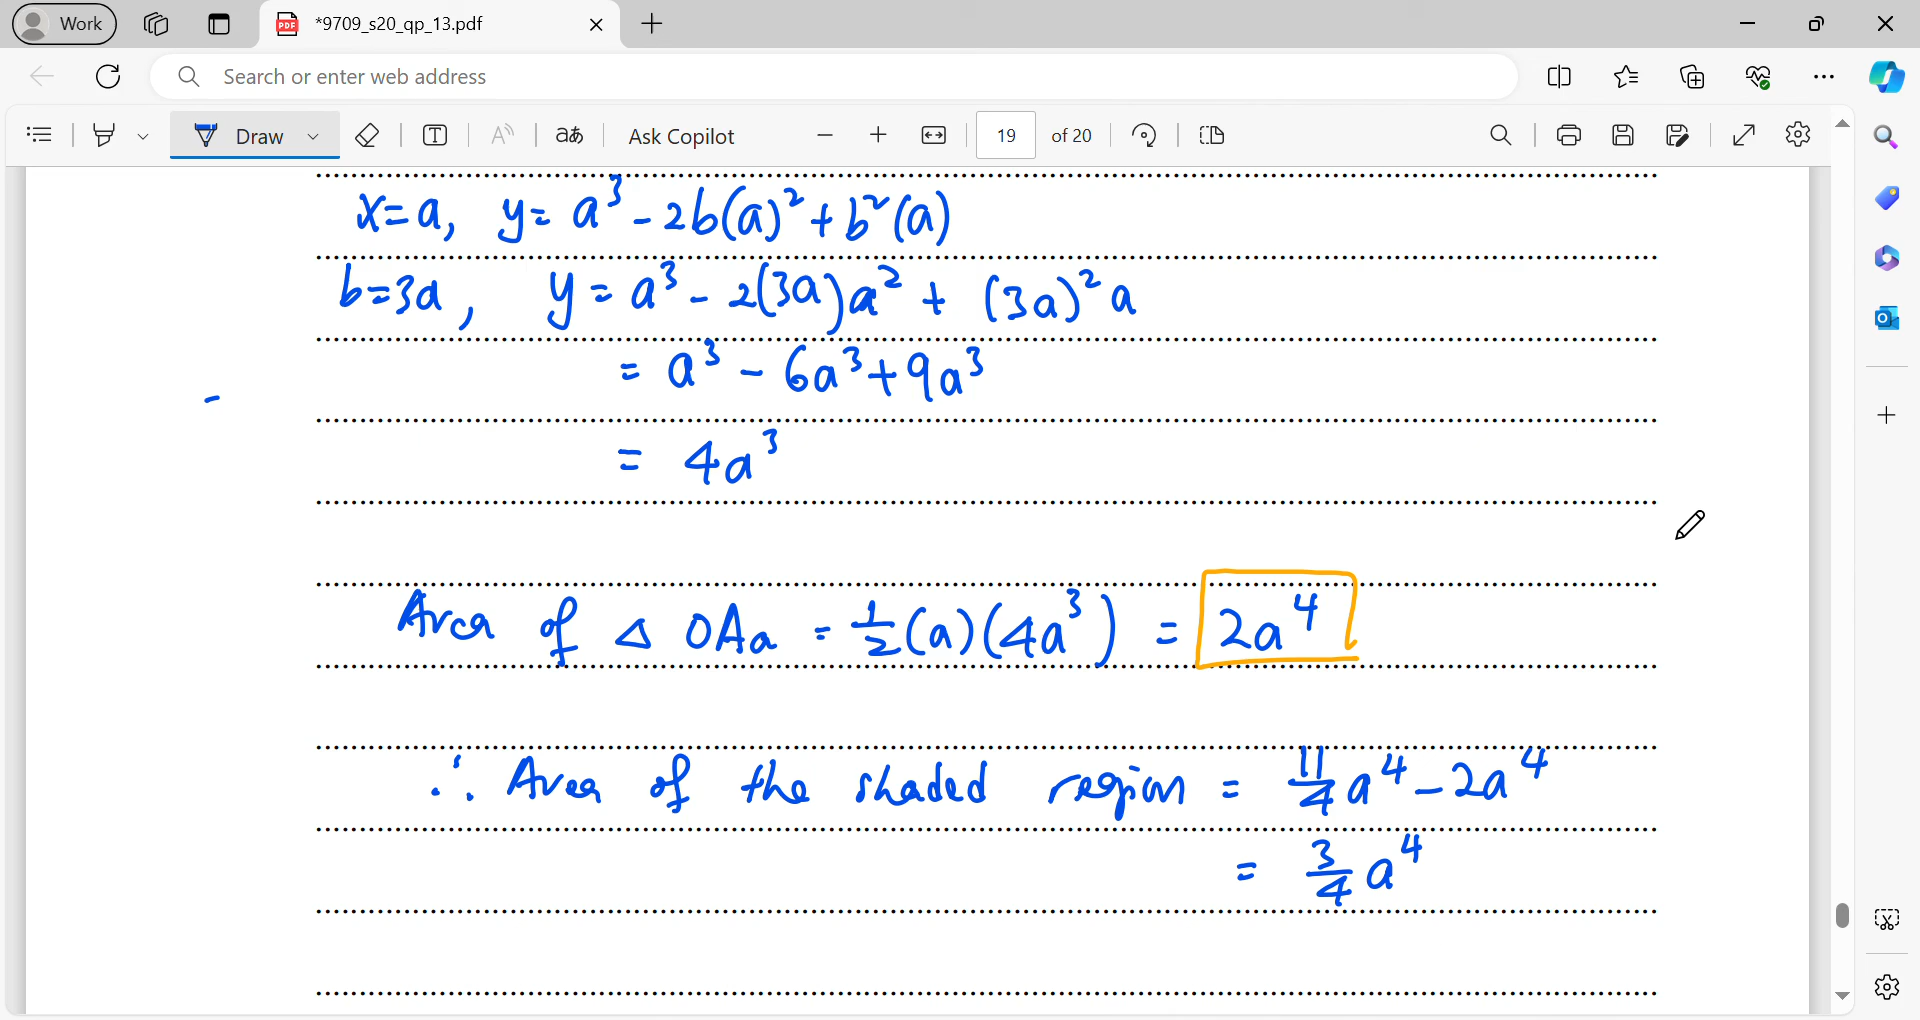 Work
*9709_s20_qp_13.pdf
Search or enter web address
Draw
aあ
Ask Copilot
19 of 20
x=a, y= a³ - 2b(a)² + b²(a)
b=3a, y = a³ - 2(3a)a² + (3a)² a
= a³ - 6a³ + 9a³
-
= 4a³
Area of △ OAa = ½(a)(4a³) = 2a⁴
∴ Area of the shaded region = 11/4 a⁴ - 2a⁴
= 3/4 a⁴